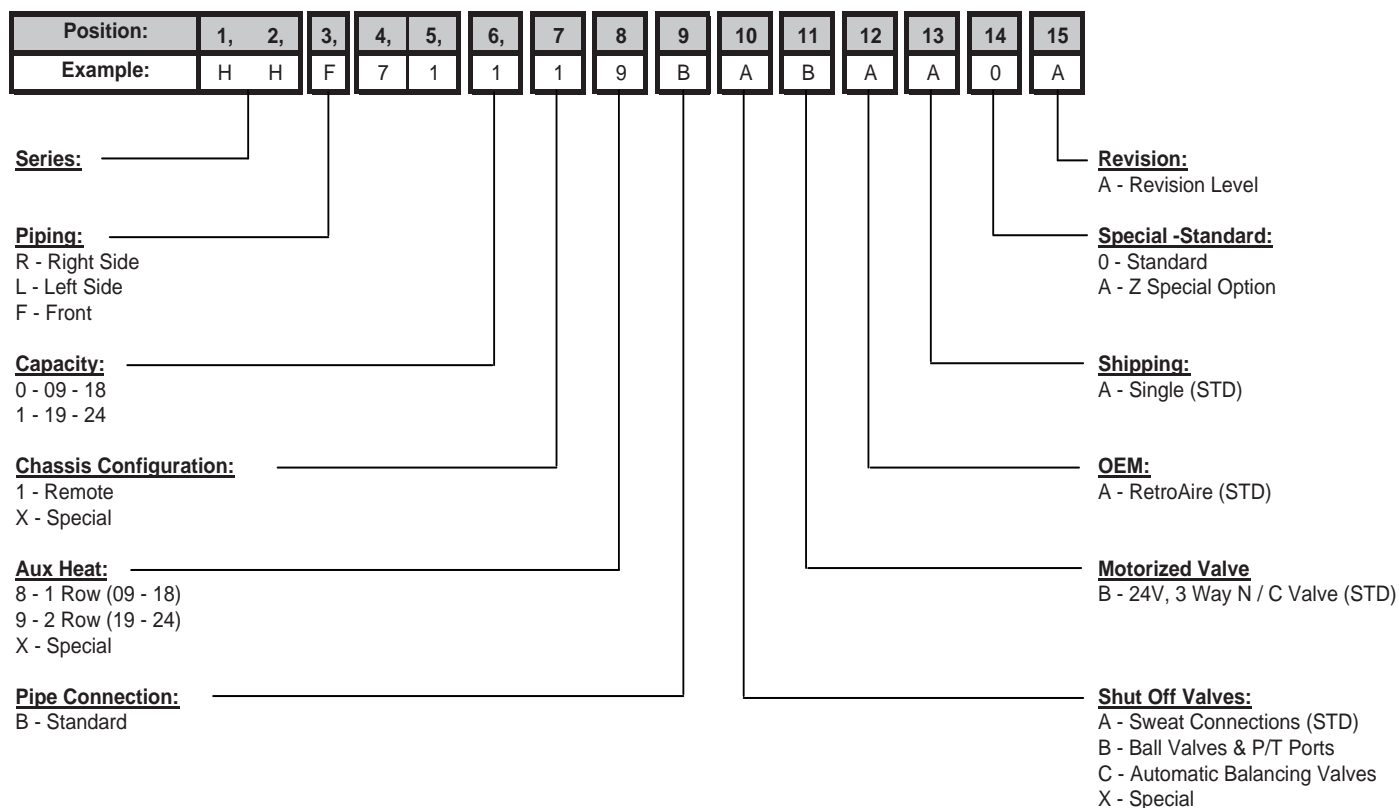 Position: 1, 2, 3, 4, 5, 6, 7 8 9 10 11 12 13 14 15
Example: H H F 7 1 1 1 9 B A B A A 0 A
Series:
Piping:
R - Right Side
L - Left Side
F - Front
Capacity:
0 - 09 - 18
1 - 19 - 24
Chassis Configuration:
1 - Remote
X - Special
Aux Heat:
8 - 1 Row (09 - 18)
9 - 2 Row (19 - 24)
X - Special
Pipe Connection:
B - Standard
Revision:
A - Revision Level
Special -Standard:
0 - Standard
A - Z Special Option
Shipping:
A - Single (STD)
OEM:
A - RetroAire (STD)
Motorized Valve
B - 24V, 3 Way N / C Valve (STD)
Shut Off Valves:
A - Sweat Connections (STD)
B - Ball Valves & P/T Ports
C - Automatic Balancing Valves
X - Special